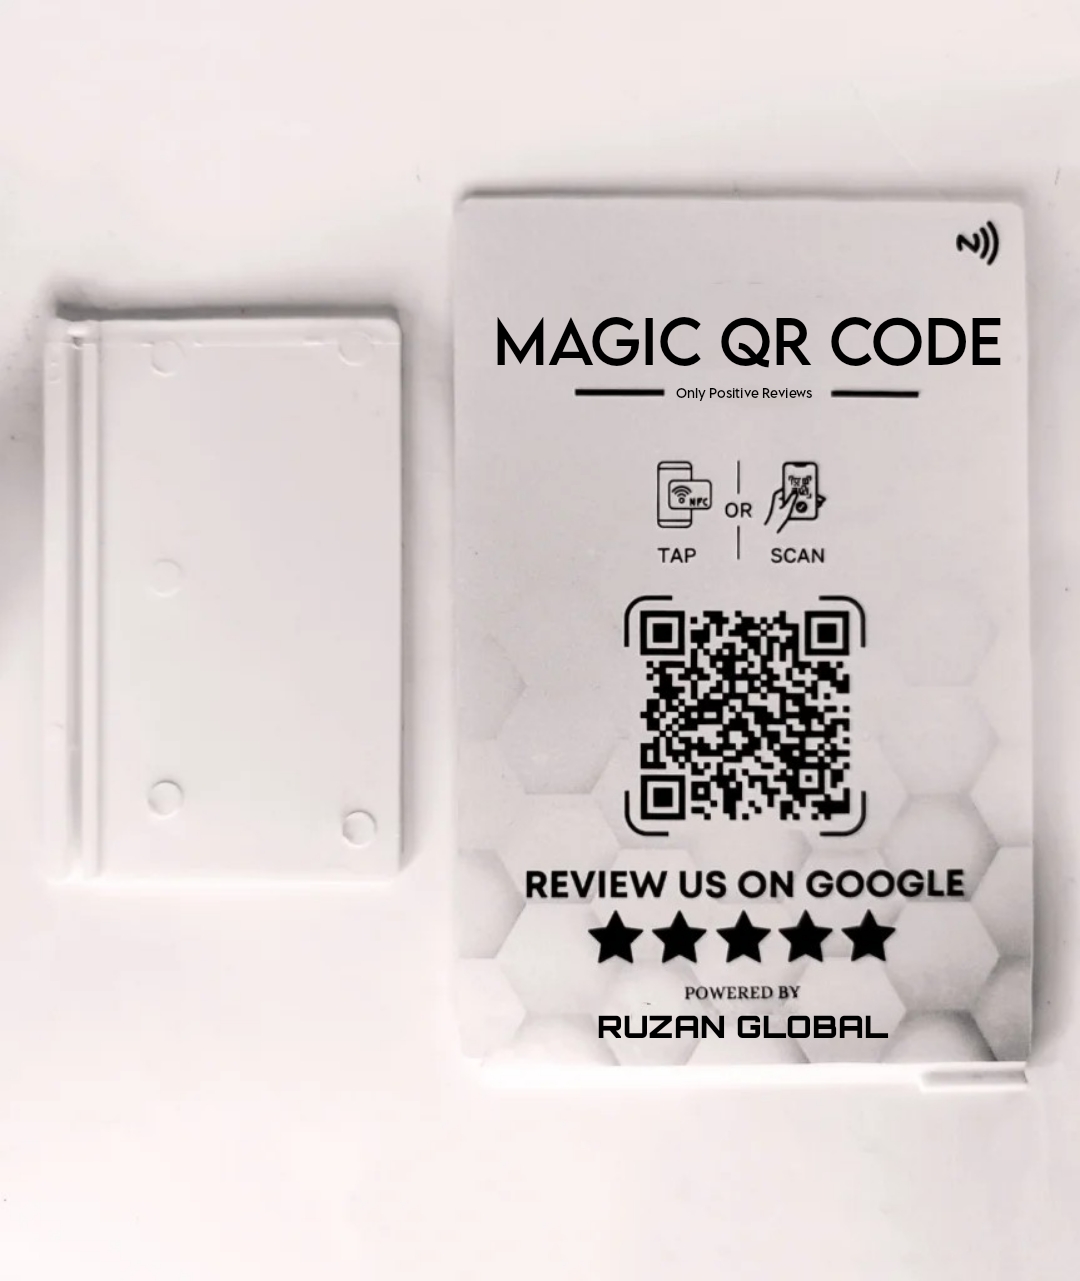 MAGIC QR CODE
Only Positive Reviews
NFC
OR
TAP
SCAN
REVIEW US ON GOOGLE
POWERED BY
RUZAN GLOBAL